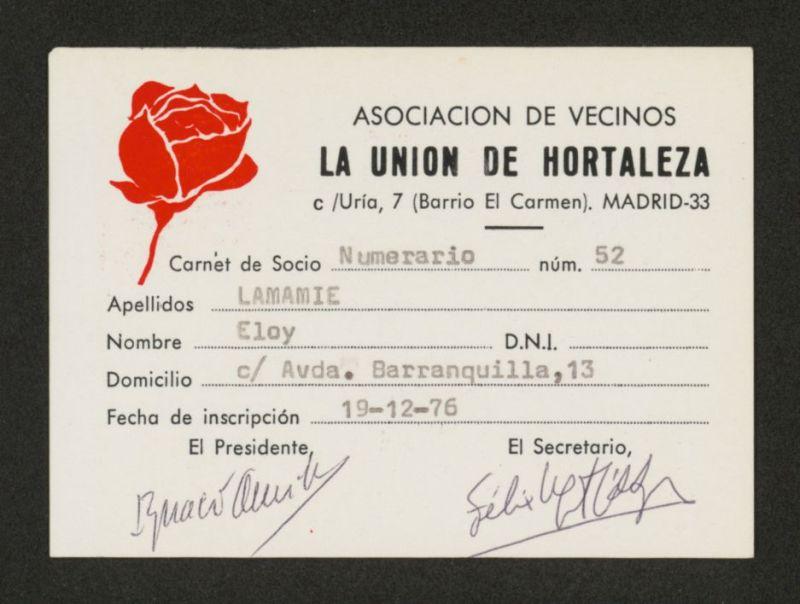 ASOCIACION DE VECINOS
LA UNION DE HORTALEZA
c /Uría, 7 (Barrio El Carmen). MADRID-33
Carnet de Socio Numerario núm. 52
Apellidos LAMAMIE
Nombre Eloy D.N.I.
Domicilio c/ Avda. Barranquilla,13
Fecha de inscripción 19-12-76
El Presidente, El Secretario,
Félix